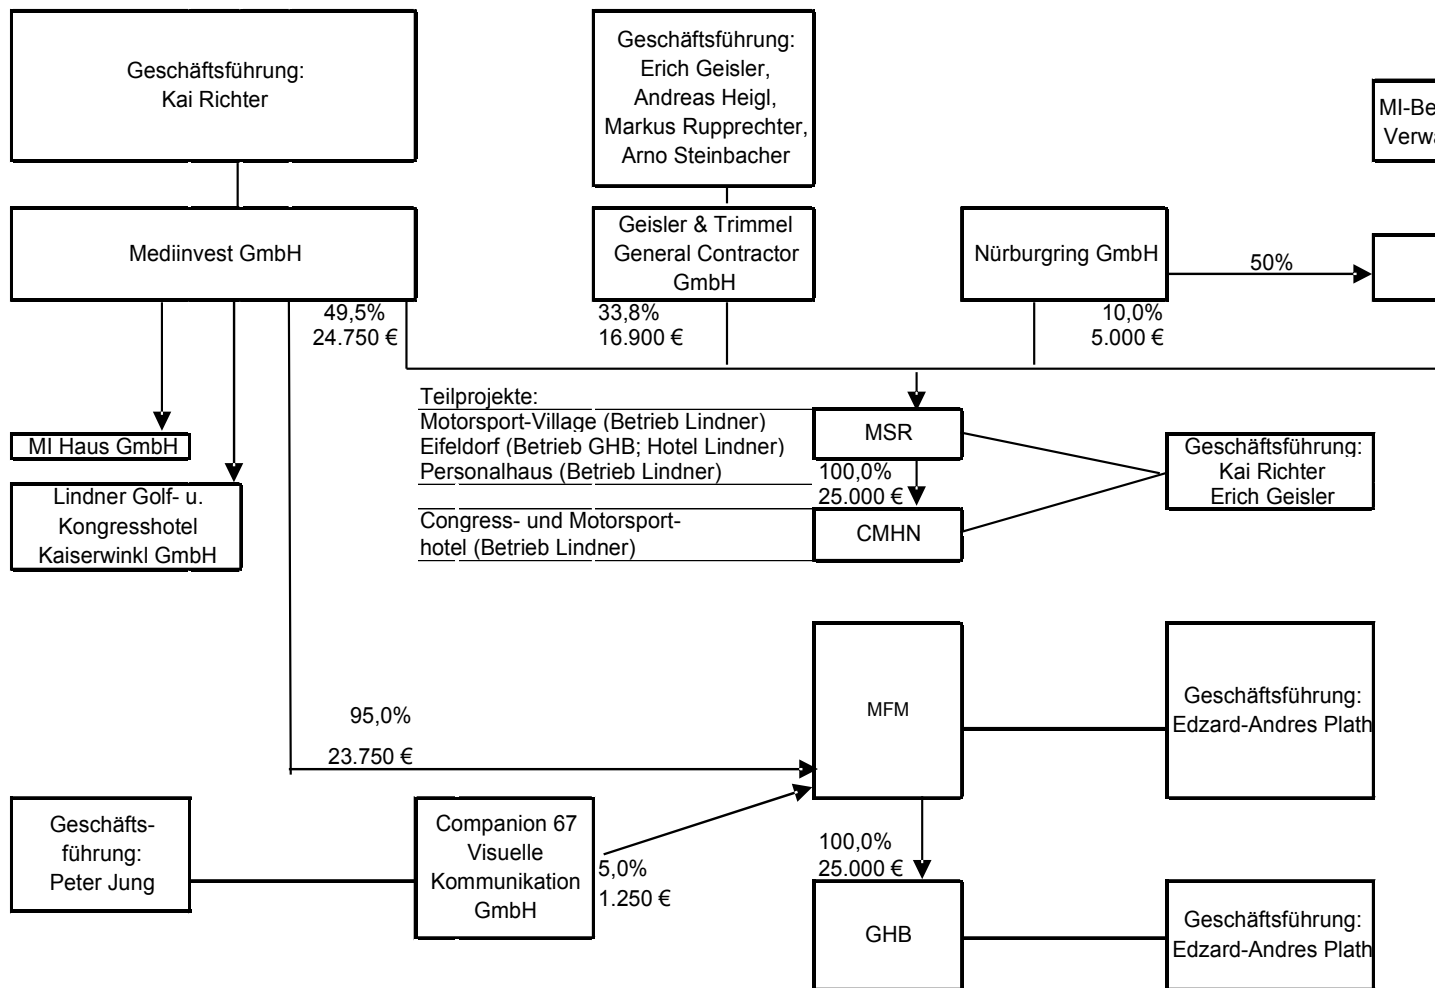 Geschäftsführung:
Kai Richter
Geschäftsführung:
Erich Geisler,
Andreas Heigl,
Markus Rupprechter,
Arno Steinbacher
MI-Be
Verwa
Mediinvest GmbH
Geisler & Trimmel
General Contractor
GmbH
Nürburgring GmbH
50%
49,5%
24.750 €
33,8%
16.900 €
10,0%
5.000 €
Teilprojekte:
Motorsport-Village (Betrieb Lindner)
Eifeldorf (Betrieb GHB; Hotel Lindner)
Personalhaus (Betrieb Lindner)
MSR
100,0%
25.000 €
Geschäftsführung:
Kai Richter
Erich Geisler
MI Haus GmbH
Lindner Golf- u.
Kongresshotel
Kaiserwinkl GmbH
Congress- und Motorsport-
hotel (Betrieb Lindner)
CMHN
95,0%
23.750 €
MFM
Geschäftsführung:
Edzard-Andres Plath
Geschäfts-
führung:
Peter Jung
Companion 67
Visuelle
Kommunikation
GmbH
5,0%
1.250 €
100,0%
25.000 €
GHB
Geschäftsführung:
Edzard-Andres Plath